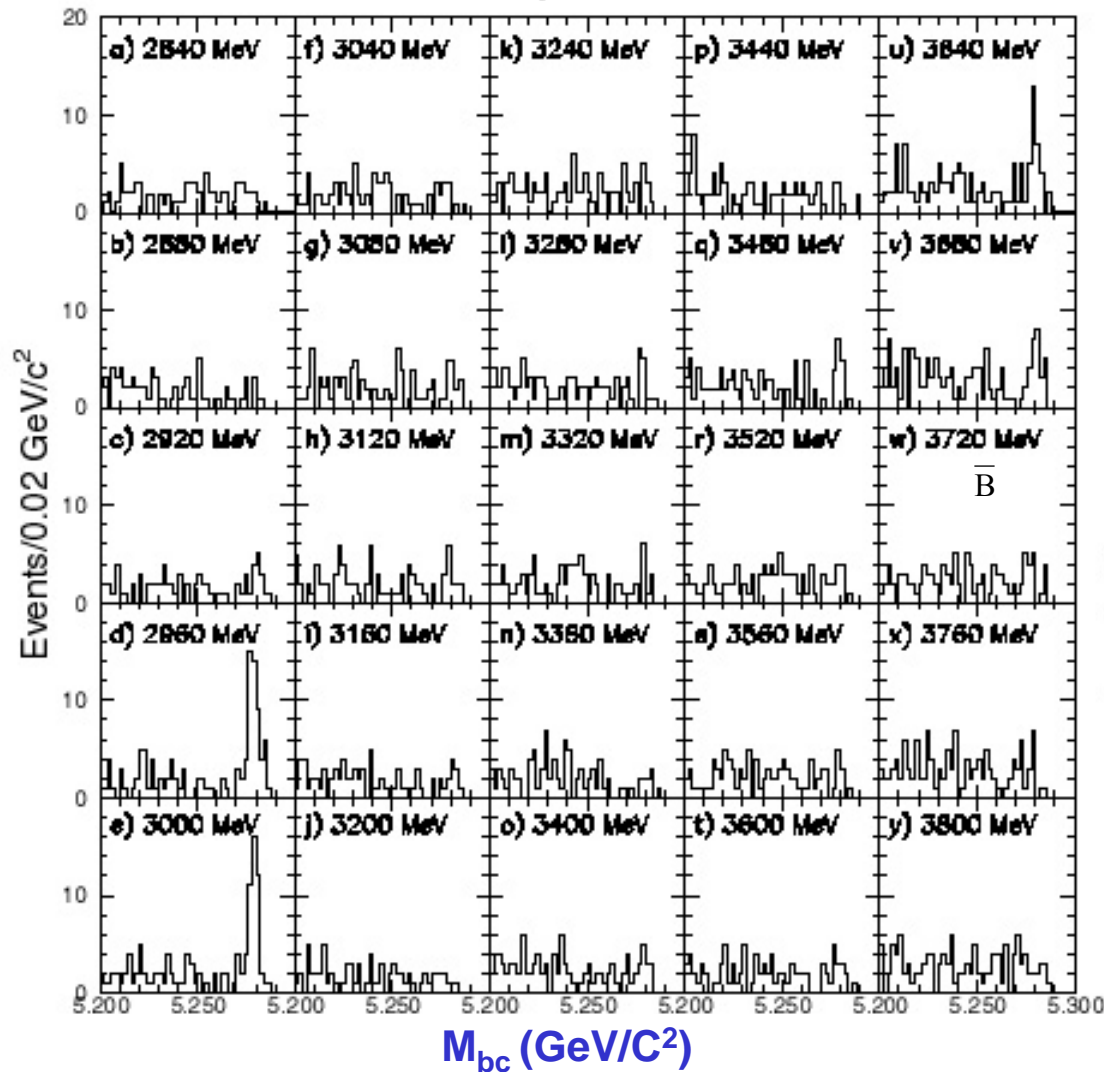 20
a) 2840 MeV f) 3040 MeV k) 3240 MeV p) 3440 MeV u) 3640 MeV
10
0
b) 2880 MeV g) 3080 MeV l) 3280 MeV q) 3480 MeV v) 3680 MeV
10
0
c) 2920 MeV h) 3120 MeV m) 3320 MeV r) 3520 MeV w) 3720 MeV
B̅
10
0
d) 2960 MeV i) 3160 MeV n) 3360 MeV s) 3560 MeV x) 3760 MeV
10
0
e) 3000 MeV j) 3200 MeV o) 3400 MeV t) 3600 MeV y) 3800 MeV
10
0
5.200 5.250 5.200 5.250 5.200 5.250 5.200 5.250 5.200 5.250 5.300
Events/0.02 GeV/c²
M_bc (GeV/C²)